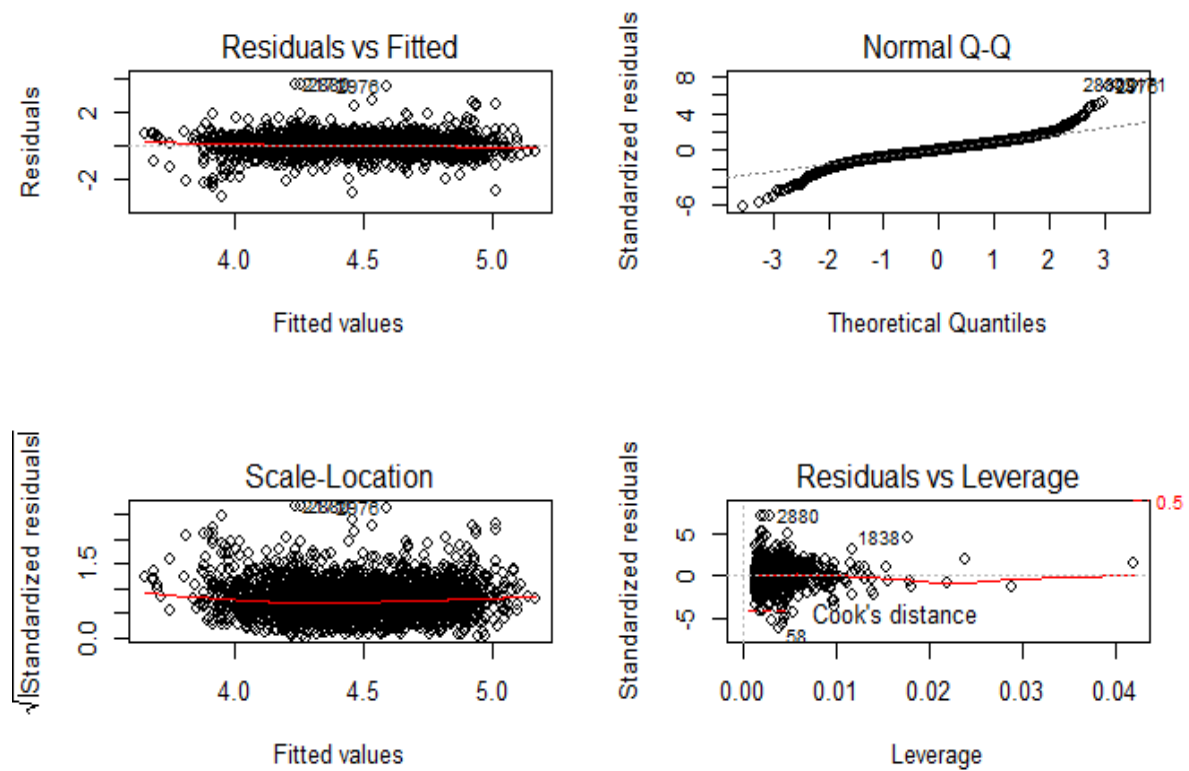 Residuals vs Fitted
Residuals
2
-2
4.0 4.5 5.0
Fitted values
Normal Q-Q
Standardized residuals
8
4
0
-6
-3 -2 -1 0 1 2 3
Theoretical Quantiles
Scale-Location
√|Standardized residuals|
1.5
0.0
4.0 4.5 5.0
Fitted values
Residuals vs Leverage
Standardized residuals
5
0
-5
2880
1838
0.5
Cook's distance
58
0.00 0.01 0.02 0.03 0.04
Leverage